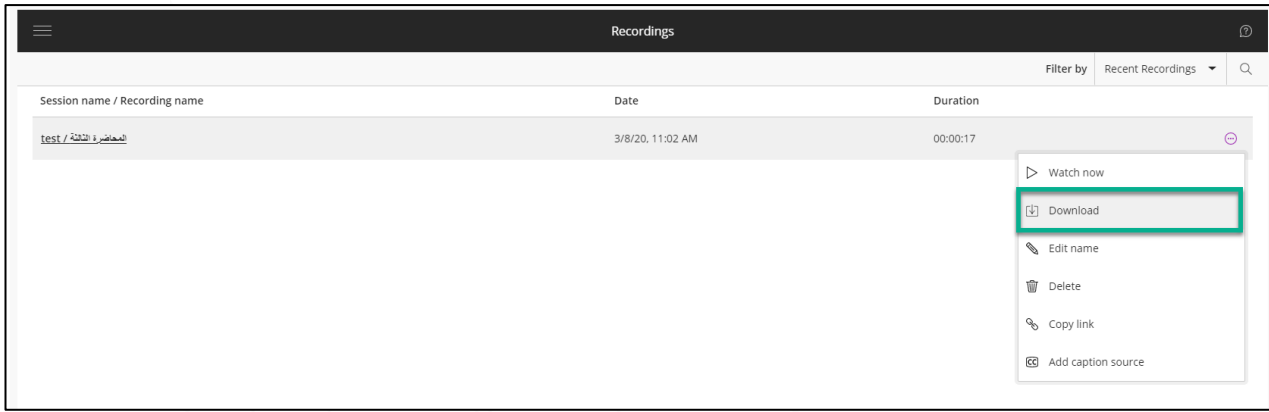 Recordings
Filter by Recent Recordings
Session name / Recording name Date Duration
test / المحاضرة الثالثة 3/8/20, 11:02 AM 00:00:17
Watch now
Download
Edit name
Delete
Copy link
CC Add caption source